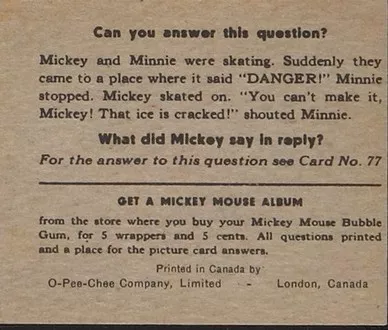 Can you answer this question?
Mickey and Minnie were skating. Suddenly they
came to a place where it said "DANGER!" Minnie
stopped. Mickey skated on. "You can't make it,
Mickey! That ice is cracked!" shouted Minnie.
What did Mickey say in reply?
For the answer to this question see Card No. 77
GET A MICKEY MOUSE ALBUM
from the store where you buy your Mickey Mouse Bubble
Gum, for 5 wrappers and 5 cents. All questions printed
and a place for the picture card answers.
Printed in Canada by
O-Pee-Chee Company, Limited - London, Canada